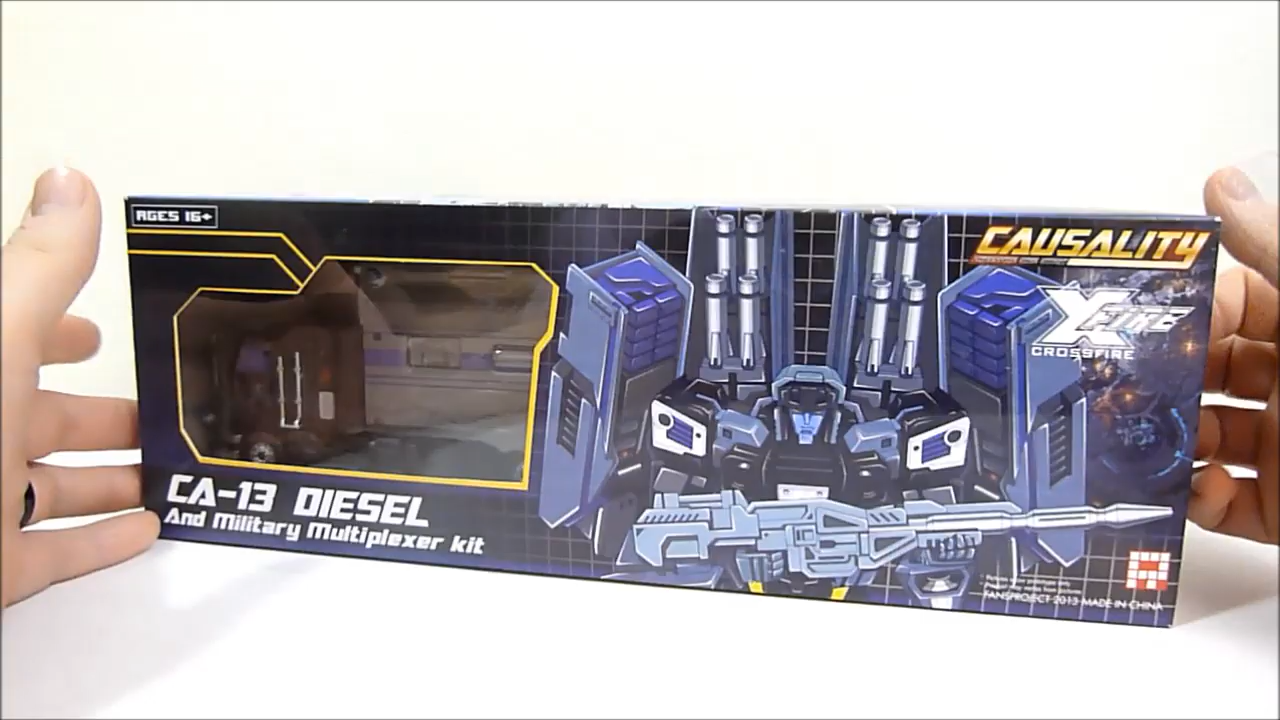 AGES 16+
CAUSALITY
X FIRE
CROSSFIRE
CA-13 DIESEL
And Military Multiplexer kit
FANSPROJECT 2013 MADE IN CHINA